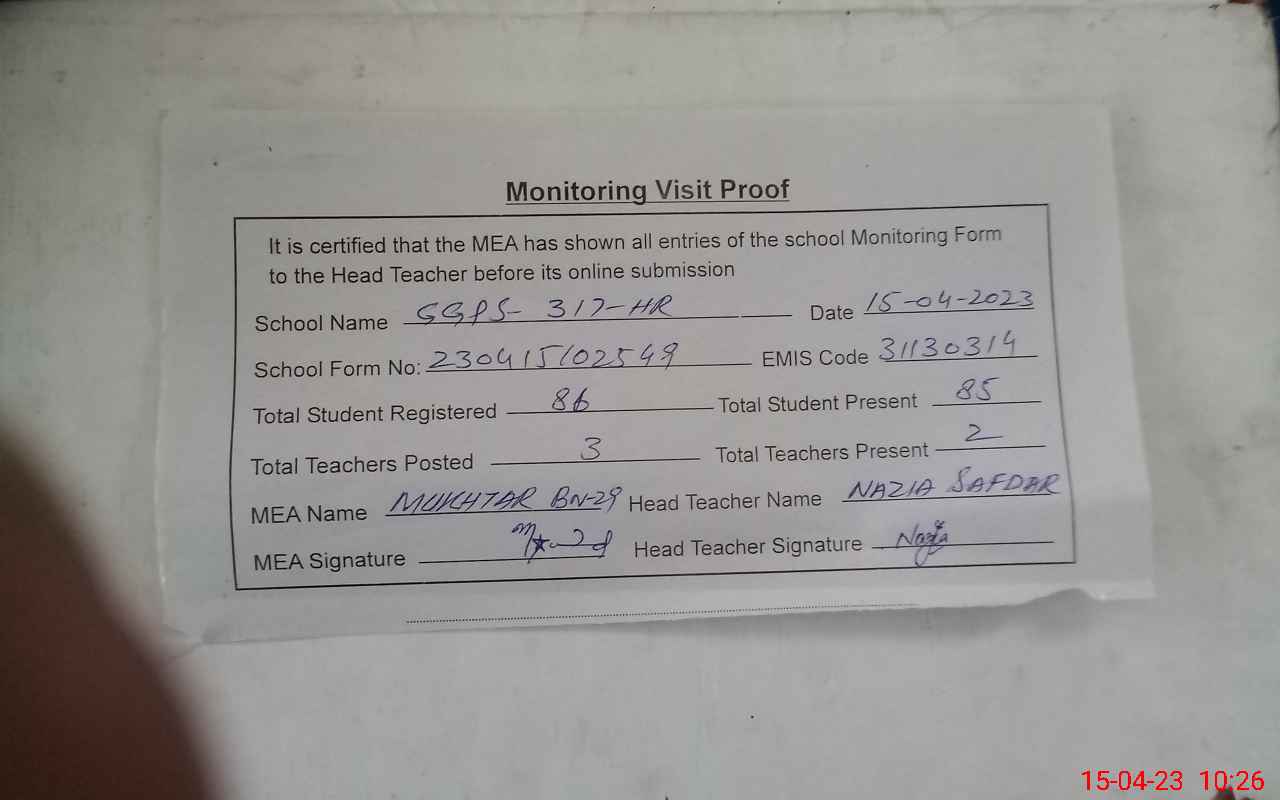 Monitoring Visit Proof
It is certified that the MEA has shown all entries of the school Monitoring Form
to the Head Teacher before its online submission
School Name GGPS- 317-HR Date 15-04-2023
School Form No: 230415102549 EMIS Code 31130314
Total Student Registered 86 Total Student Present 85
Total Teachers Posted 3 Total Teachers Present 2
MEA Name MUKHTAR BN-29 Head Teacher Name NAZIA SAFDAR
MEA Signature Head Teacher Signature Nazia
15-04-23 10:26